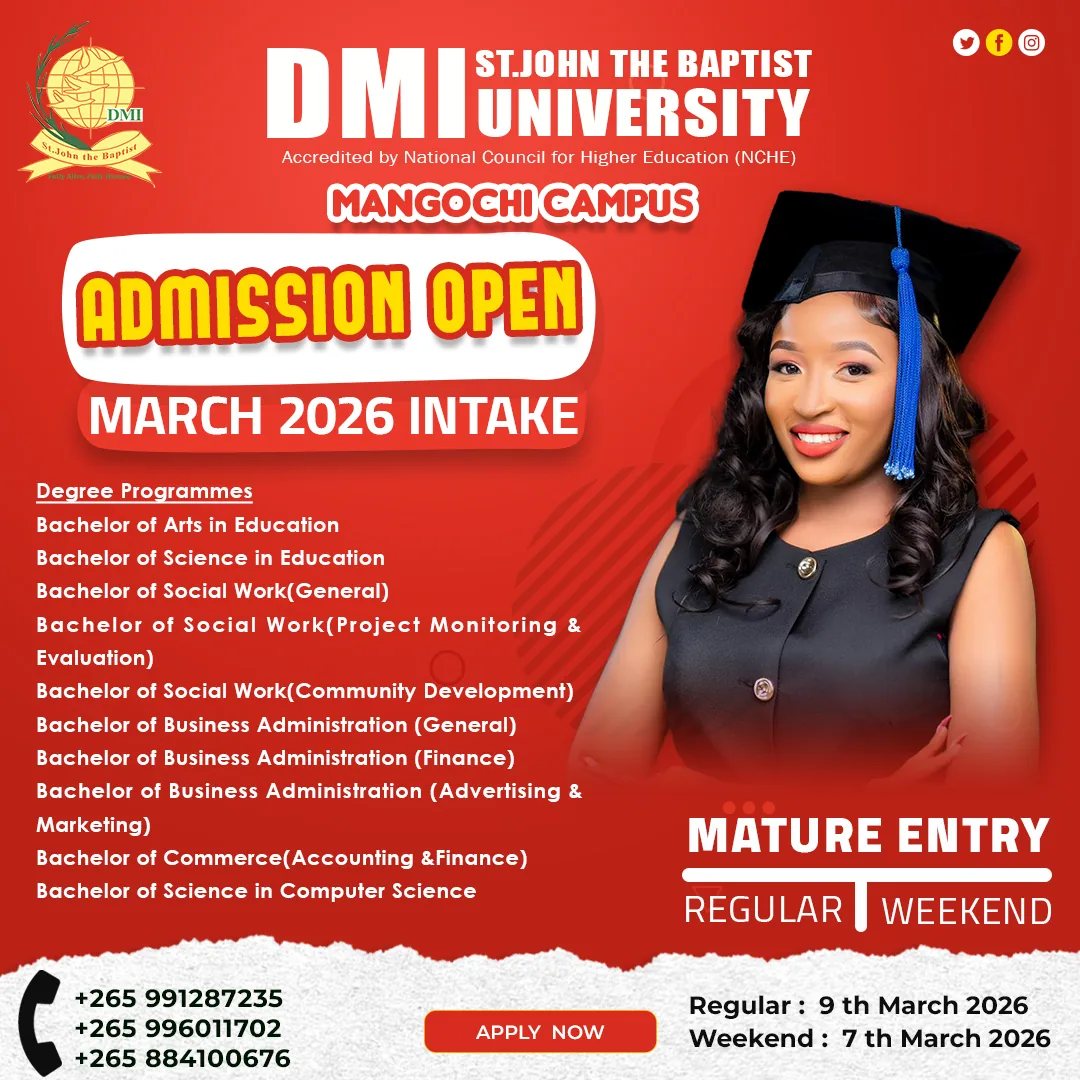 DMI
St.John the Baptist
DMI ST.JOHN THE BAPTIST
UNIVERSITY
Accredited by National Council for Higher Education (NCHE)
MANGOCHI CAMPUS
ADMISSION OPEN
MARCH 2026 INTAKE
Degree Programmes
Bachelor of Arts in Education
Bachelor of Science in Education
Bachelor of Social Work(General)
Bachelor of Social Work(Project Monitoring &
Evaluation)
Bachelor of Social Work(Community Development)
Bachelor of Business Administration (General)
Bachelor of Business Administration (Finance)
Bachelor of Business Administration (Advertising &
Marketing)
Bachelor of Commerce(Accounting &Finance)
Bachelor of Science in Computer Science
MATURE ENTRY
REGULAR WEEKEND
+265 991287235
+265 996011702
+265 884100676
APPLY NOW
Regular : 9 th March 2026
Weekend : 7 th March 2026